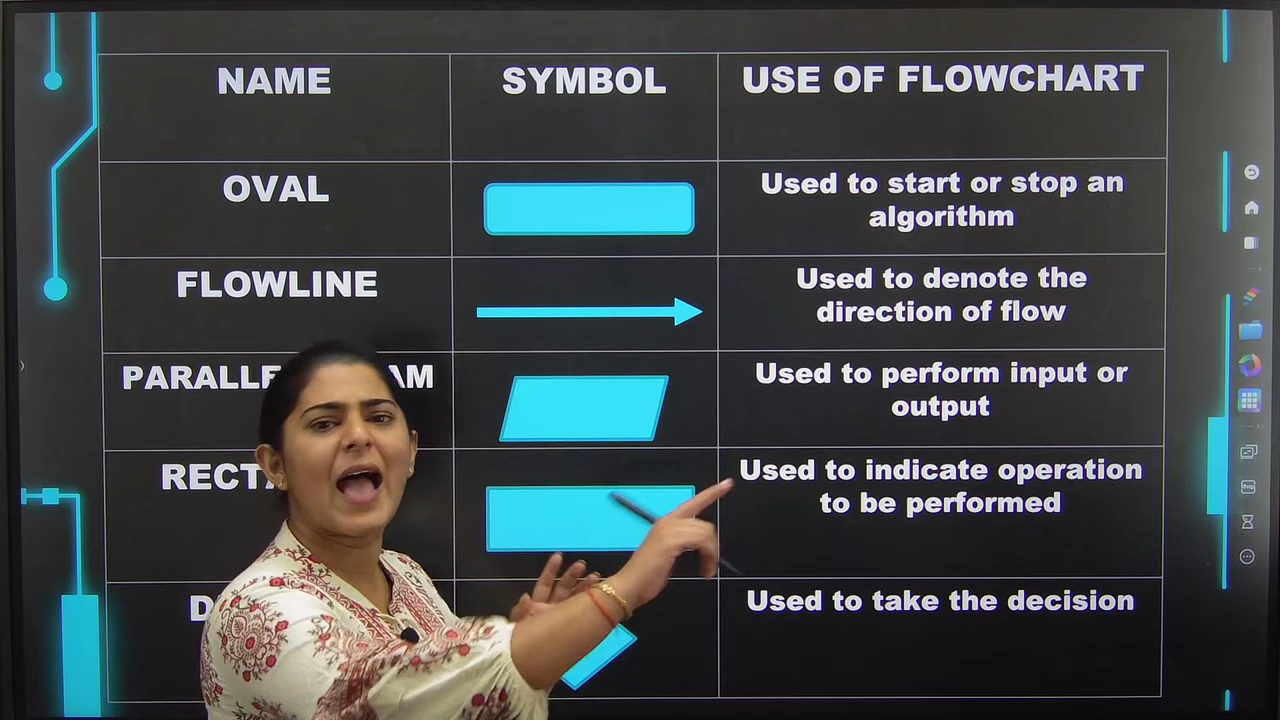 NAME SYMBOL USE OF FLOWCHART
OVAL
Used to start or stop an
algorithm
FLOWLINE
Used to denote the
direction of flow
Used to perform input or
output
Used to indicate operation
to be performed
Used to take the decision